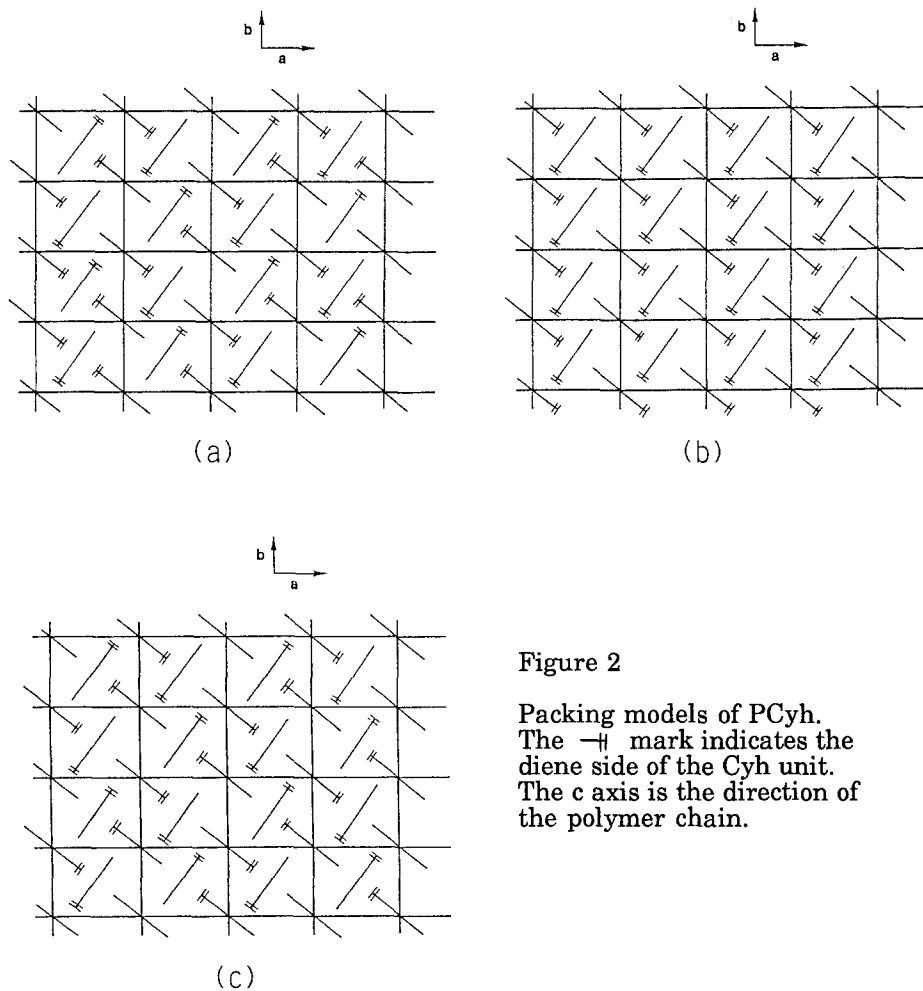 b
a
b
a
(a)
(b)
b
a
(c)
Figure 2
Packing models of PCyh.
The ⧺ mark indicates the
diene side of the Cyh unit.
The c axis is the direction of
the polymer chain.